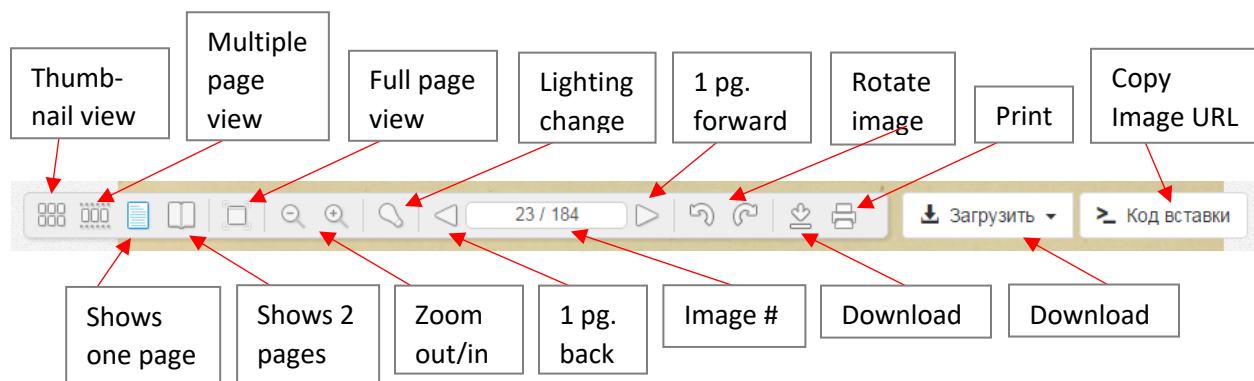 Thumb-
nail view
Multiple
page
view
Full page
view
Lighting
change
1 pg.
forward
Rotate
image
Print
Copy
Image URL
23 / 184
Загрузить
Код вставки
Shows
one page
Shows 2
pages
Zoom
out/in
1 pg.
back
Image #
Download
Download